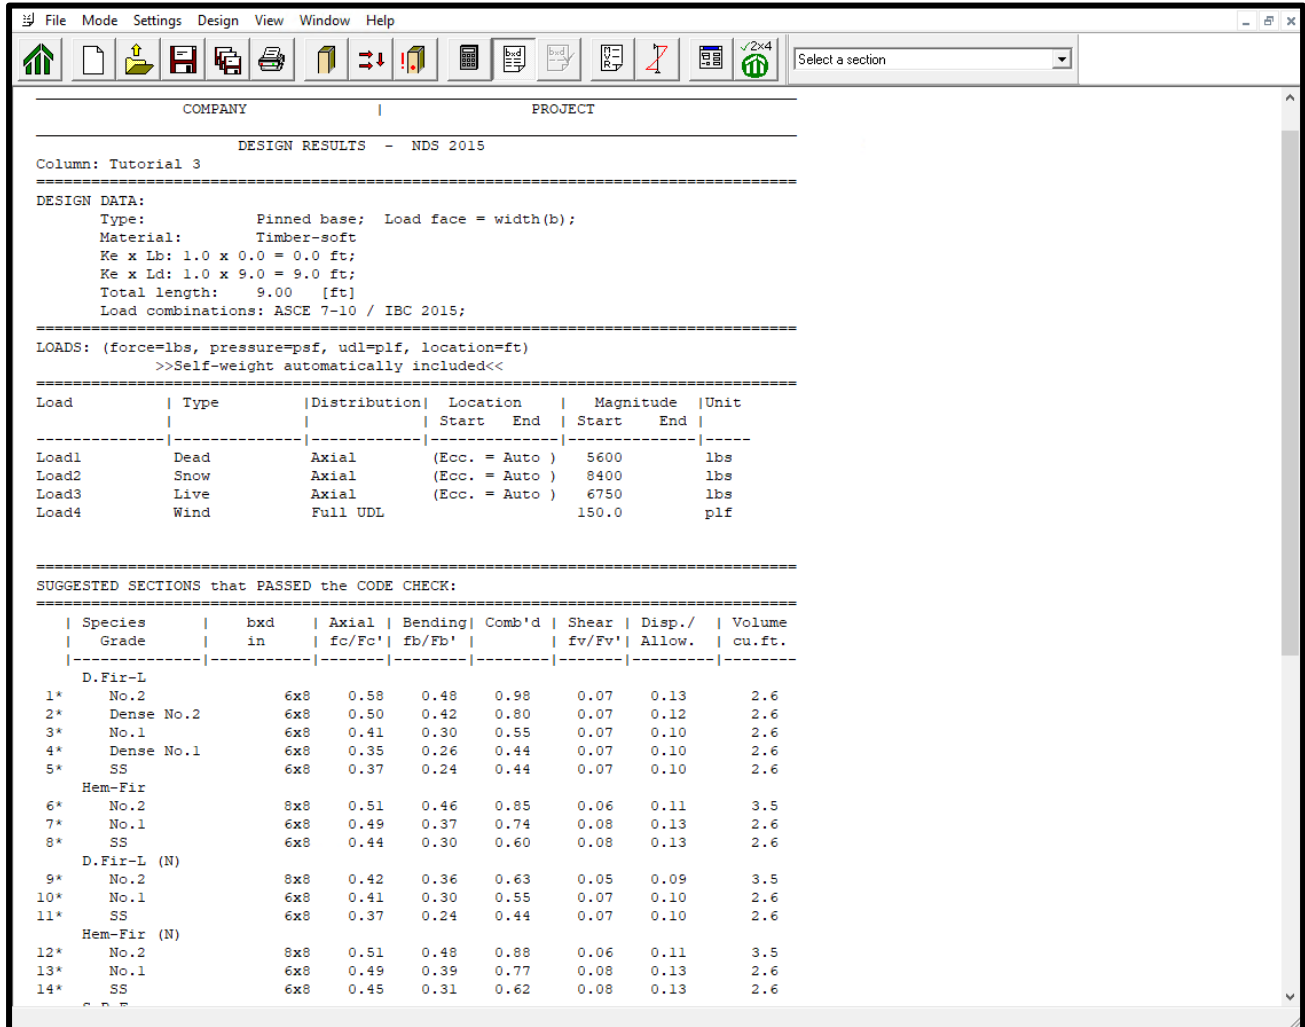 File Mode Settings Design View Window Help
✓2x4
bxd bxd
Select a section
COMPANY | PROJECT
DESIGN RESULTS - NDS 2015
Column: Tutorial 3
DESIGN DATA:
Type: Pinned base; Load face = width(b);
Material: Timber-soft
Ke x Lb: 1.0 x 0.0 = 0.0 ft;
Ke x Ld: 1.0 x 9.0 = 9.0 ft;
Total length: 9.00 [ft]
Load combinations: ASCE 7-10 / IBC 2015;
LOADS: (force=lbs, pressure=psf, udl=plf, location=ft)
>>Self-weight automatically included<<
Load | Type |Distribution| Location | Magnitude |Unit
| | | Start End | Start End |
Load1 Dead Axial (Ecc. = Auto ) 5600 lbs
Load2 Snow Axial (Ecc. = Auto ) 8400 lbs
Load3 Live Axial (Ecc. = Auto ) 6750 lbs
Load4 Wind Full UDL 150.0 plf
SUGGESTED SECTIONS that PASSED the CODE CHECK:
| Species | bxd | Axial | Bending| Comb'd | Shear | Disp./ | Volume
| Grade | in | fc/Fc'| fb/Fb' | | fv/Fv'| Allow. | cu.ft.
D.Fir-L
1* No.2 6x8 0.58 0.48 0.98 0.07 0.13 2.6
2* Dense No.2 6x8 0.50 0.42 0.80 0.07 0.12 2.6
3* No.1 6x8 0.41 0.30 0.55 0.07 0.10 2.6
4* Dense No.1 6x8 0.35 0.26 0.44 0.07 0.10 2.6
5* SS 6x8 0.37 0.24 0.44 0.07 0.10 2.6
Hem-Fir
6* No.2 8x8 0.51 0.46 0.85 0.06 0.11 3.5
7* No.1 6x8 0.49 0.37 0.74 0.08 0.13 2.6
8* SS 6x8 0.44 0.30 0.60 0.08 0.13 2.6
D.Fir-L (N)
9* No.2 8x8 0.42 0.36 0.63 0.05 0.09 3.5
10* No.1 6x8 0.41 0.30 0.55 0.07 0.10 2.6
11* SS 6x8 0.37 0.24 0.44 0.07 0.10 2.6
Hem-Fir (N)
12* No.2 8x8 0.51 0.48 0.88 0.06 0.11 3.5
13* No.1 6x8 0.49 0.39 0.77 0.08 0.13 2.6
14* SS 6x8 0.45 0.31 0.62 0.08 0.13 2.6